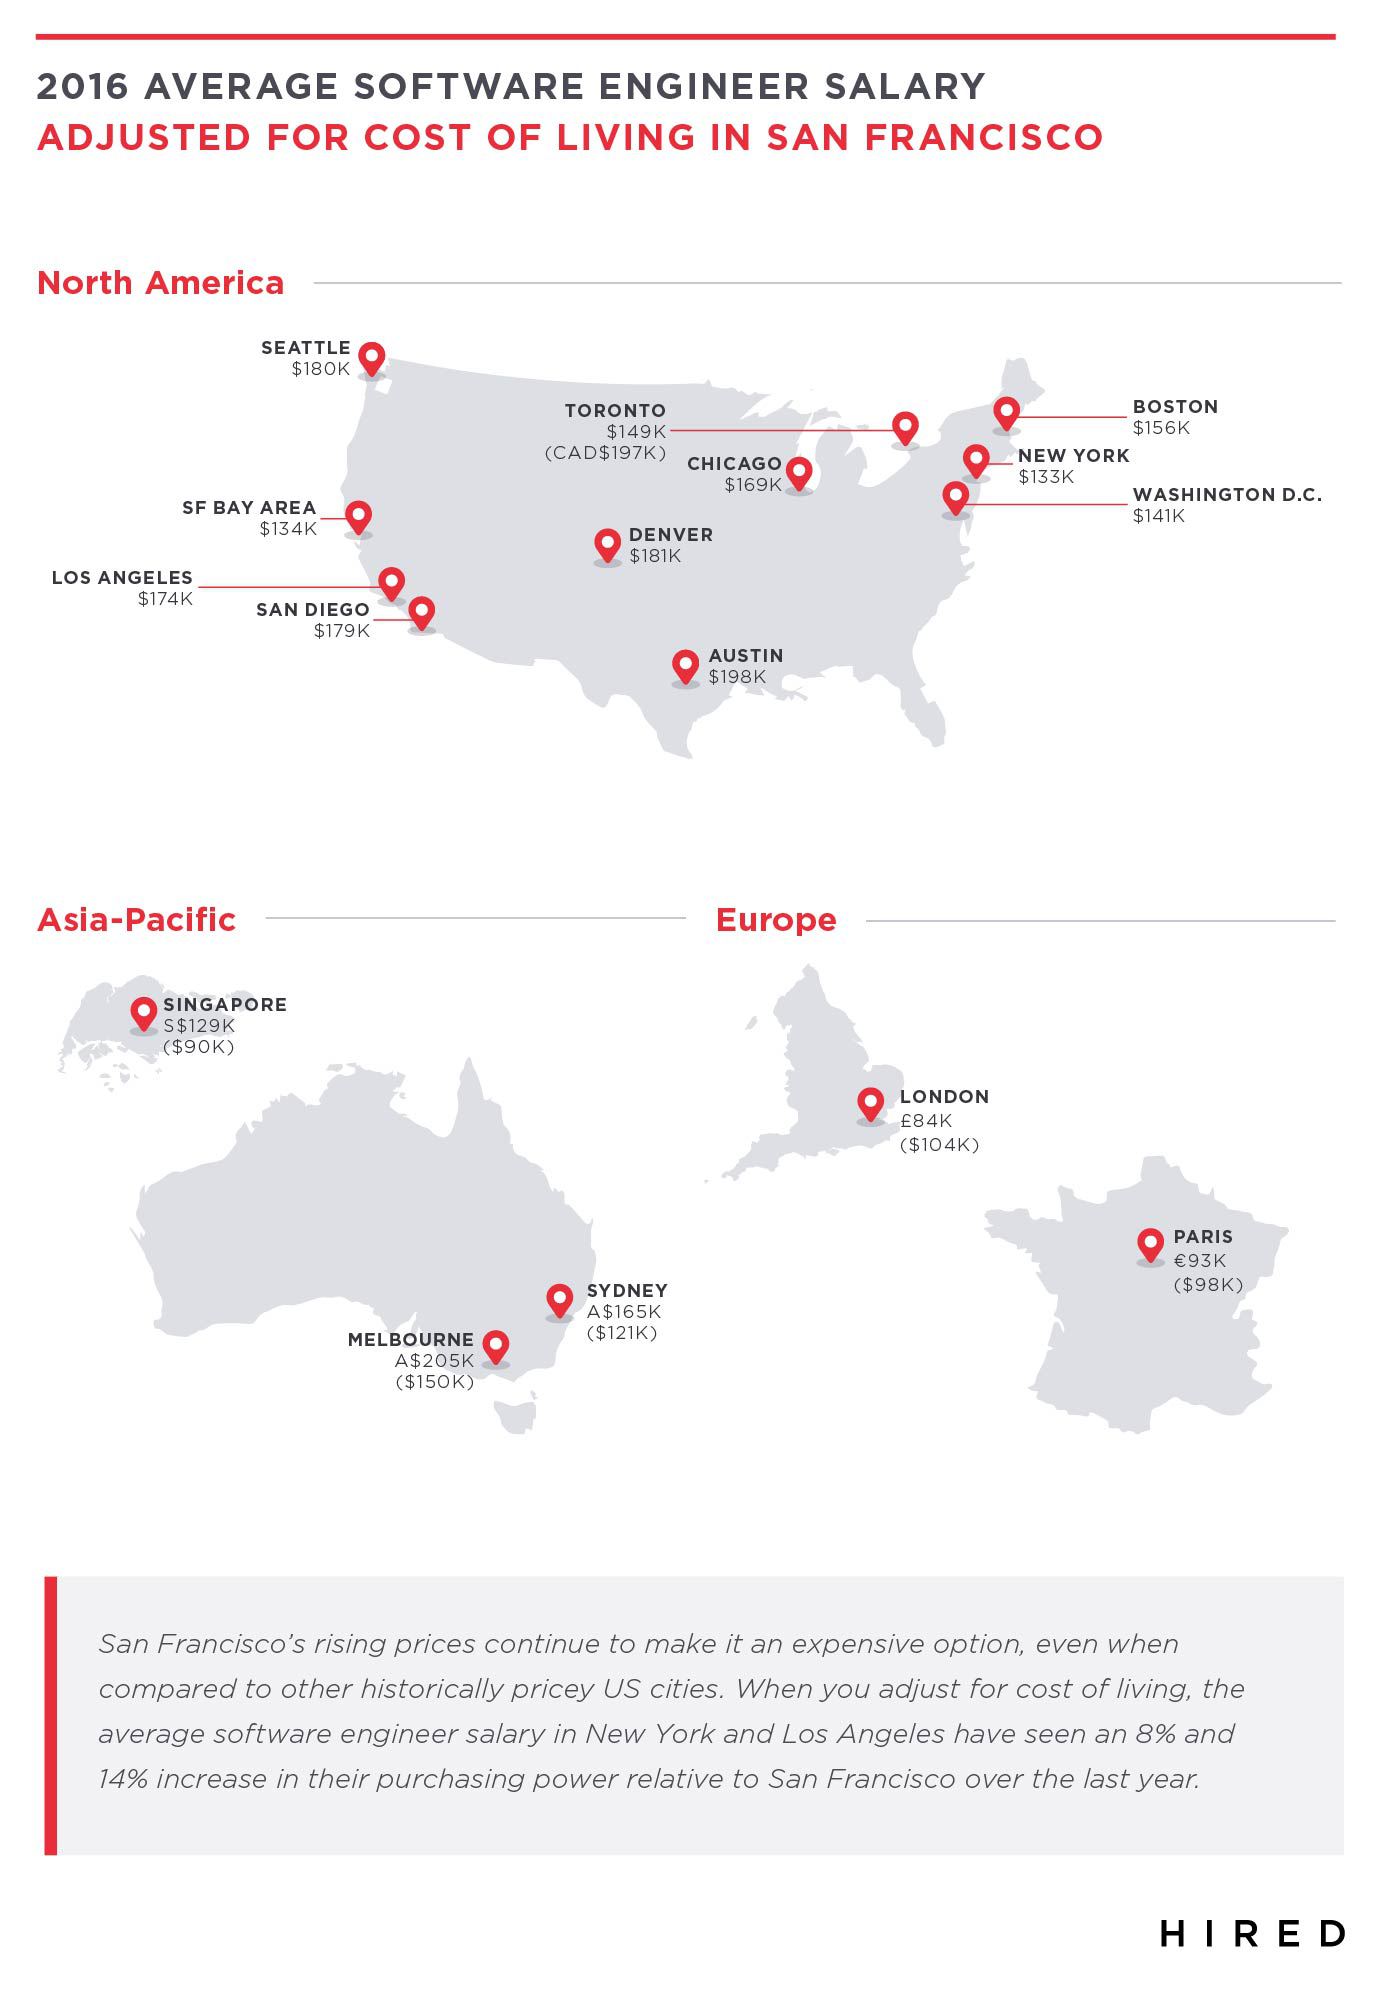 2016 AVERAGE SOFTWARE ENGINEER SALARY
ADJUSTED FOR COST OF LIVING IN SAN FRANCISCO
North America
SEATTLE
$180K
TORONTO
$149K
(CAD$197K)
CHICAGO
$169K
BOSTON
$156K
NEW YORK
$133K
WASHINGTON D.C.
$141K
SF BAY AREA
$134K
DENVER
$181K
LOS ANGELES
$174K
SAN DIEGO
$179K
AUSTIN
$198K
Asia-Pacific
SINGAPORE
S$129K
($90K)
SYDNEY
A$165K
($121K)
MELBOURNE
A$205K
($150K)
Europe
LONDON
£84K
($104K)
PARIS
€93K
($98K)
San Francisco’s rising prices continue to make it an expensive option, even when
compared to other historically pricey US cities. When you adjust for cost of living, the
average software engineer salary in New York and Los Angeles have seen an 8% and
14% increase in their purchasing power relative to San Francisco over the last year.
HIRED